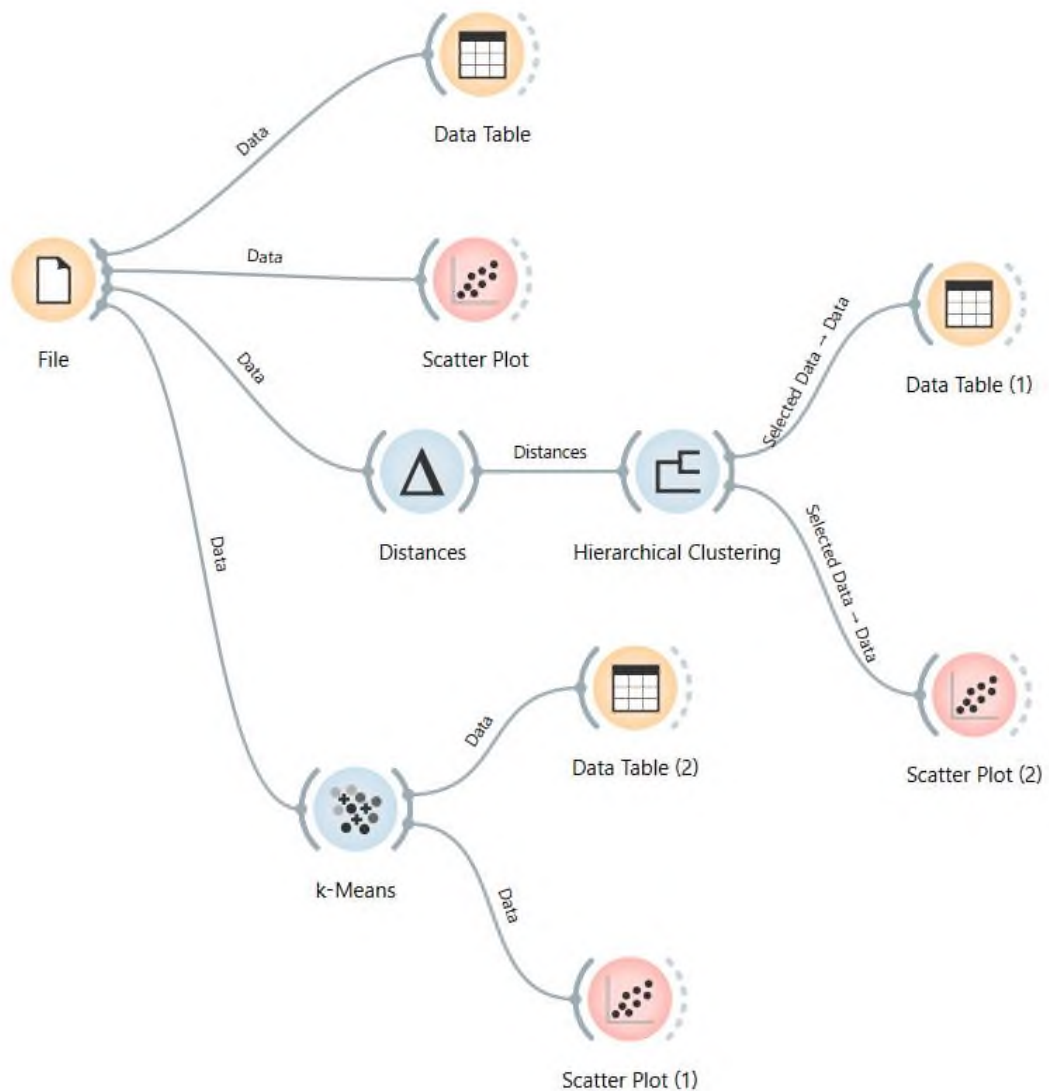 Data
Data Table
Data
Scatter Plot
File
Data
Selected Data → Data
Data Table (1)
Distances
Distances
Hierarchical Clustering
Data
Selected Data → Data
Data
Data Table (2)
Scatter Plot (2)
k-Means
Data
Scatter Plot (1)